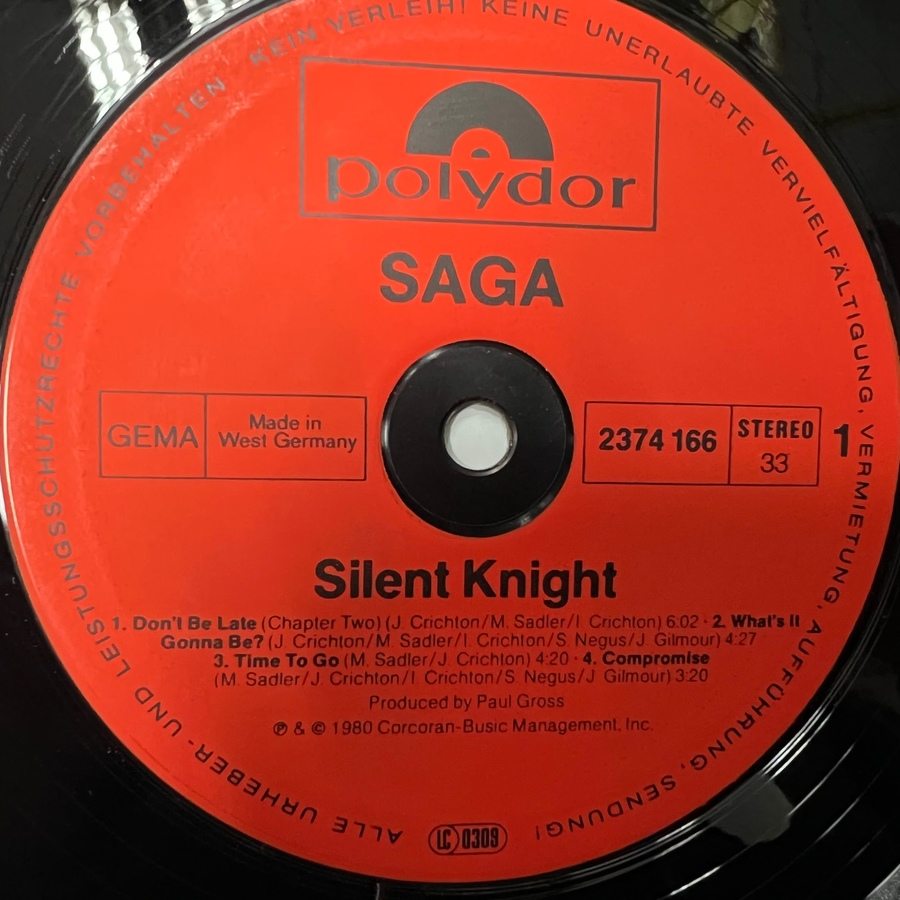 ALLE URHEBER- UND LEISTUNGSSCHUTZRECHTE VORBEHALTEN KEIN VERLEIH! KEINE UNERLAUBTE VERVIELFÄLTIGUNG, VERMIETUNG, AUFFÜHRUNG, SENDUNG!
polydor
SAGA
GEMA
Made in
West Germany
2374 166
STEREO
33
1
Silent Knight
1. Don't Be Late (Chapter Two) (J. Crichton/M. Sadler/I. Crichton) 6:02 · 2. What's It
Gonna Be? (J. Crichton/M. Sadler/I. Crichton/S. Negus/J. Gilmour) 4:27
3. Time To Go (M. Sadler/J. Crichton) 4:20 · 4. Compromise
(M. Sadler/J. Crichton/I. Crichton/S. Negus/J. Gilmour) 3:20
Produced by Paul Gross
℗ & © 1980 Corcoran-Busic Management, Inc.
LC 0309